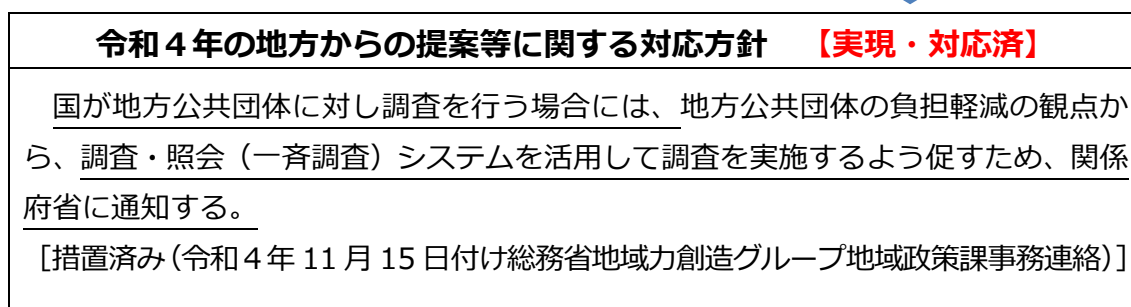 令和４年の地方からの提案等に関する対応方針　【実現・対応済】
国が地方公共団体に対し調査を行う場合には、地方公共団体の負担軽減の観点か
ら、調査・照会（一斉調査）システムを活用して調査を実施するよう促すため、関係
府省に通知する。
［措置済み（令和４年 11 月 15 日付け総務省地域力創造グループ地域政策課事務連絡）］